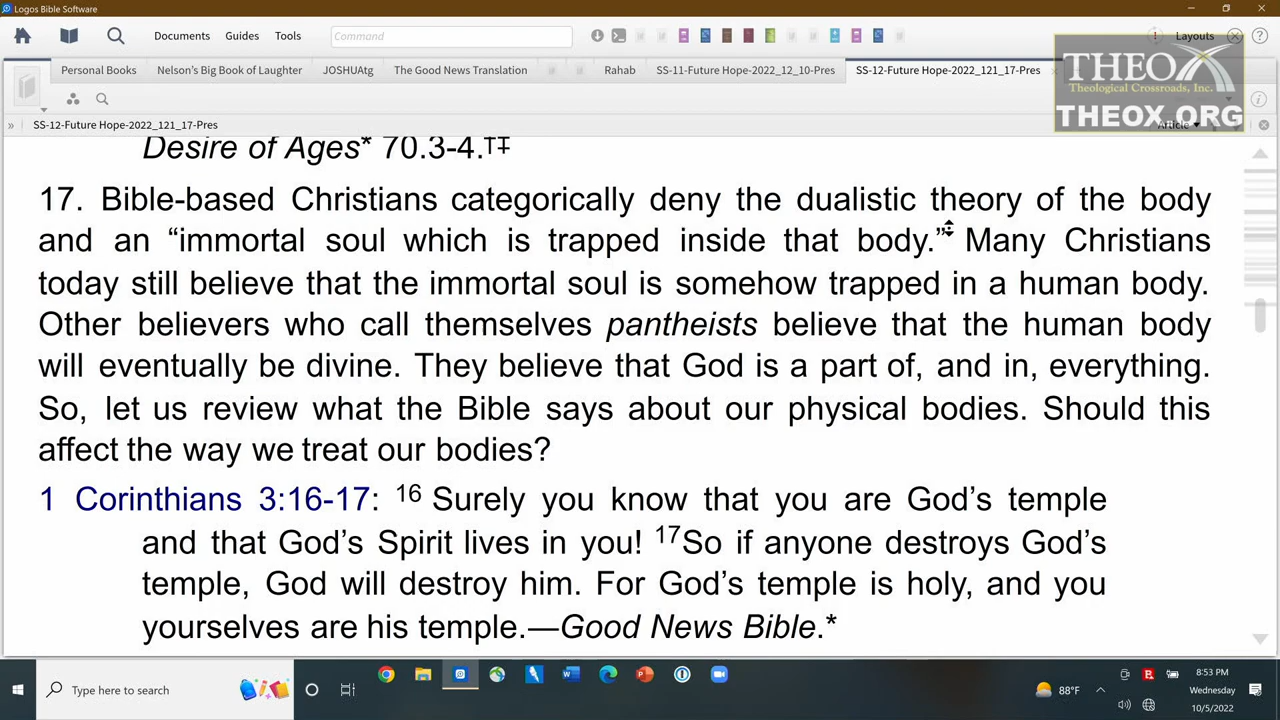 Logos Bible Software
Documents Guides Tools Command Layouts
Personal Books Nelson's Big Book of Laughter JOSHUAtg The Good News Translation Rahab SS-11-Future Hope-2022_12_10-Pres SS-12-Future Hope-2022_121_17-Pres
THEOX
Theological Crossroads, Inc.
THEOX.ORG
SS-12-Future Hope-2022_121_17-Pres Article
Desire of Ages* 70.3-4.†‡
17. Bible-based Christians categorically deny the dualistic theory of the body
and an “immortal soul which is trapped inside that body.” Many Christians
today still believe that the immortal soul is somehow trapped in a human body.
Other believers who call themselves pantheists believe that the human body
will eventually be divine. They believe that God is a part of, and in, everything.
So, let us review what the Bible says about our physical bodies. Should this
affect the way we treat our bodies?
1 Corinthians 3:16-17: 16 Surely you know that you are God’s temple
and that God’s Spirit lives in you! 17So if anyone destroys God’s
temple, God will destroy him. For God’s temple is holy, and you
yourselves are his temple.—Good News Bible.*
Type here to search
88°F
8:53 PM
Wednesday
10/5/2022